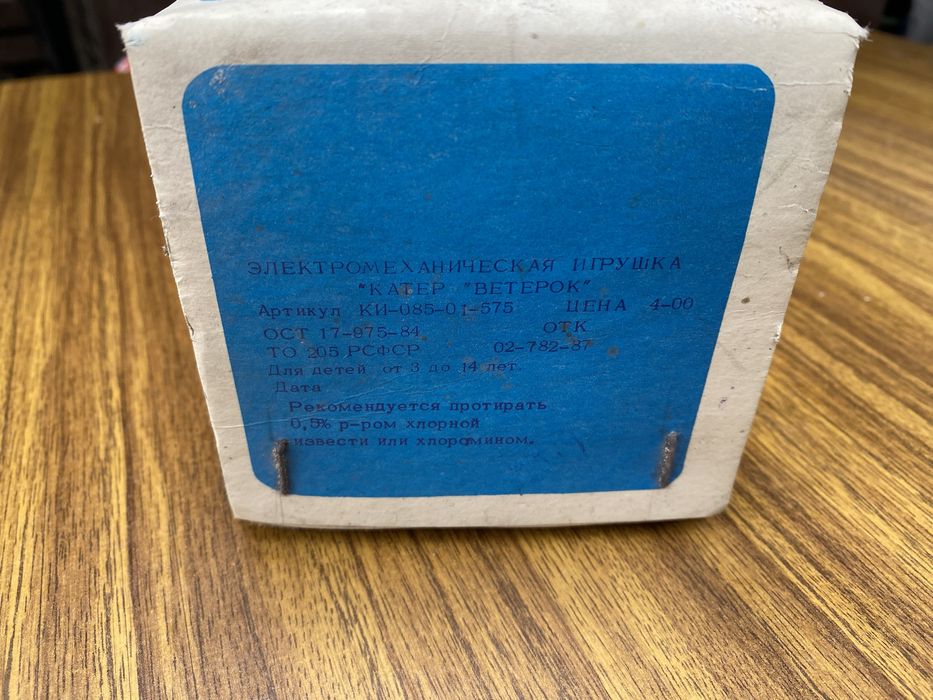 ЭЛЕКТРОМЕХАНИЧЕСКАЯ ИГРУШКА
"КАТЕР "ВЕТЕРОК"
Артикул КИ-085-01-575 ЦЕНА 4-00
ОСТ 17-975-84 ОТК
ТО 205 РСФСР 02-782-87
Для детей от 3 до 14 лет.
Дата
Рекомендуется протирать
0,5% р-ром хлорной
извести или хлорамином.